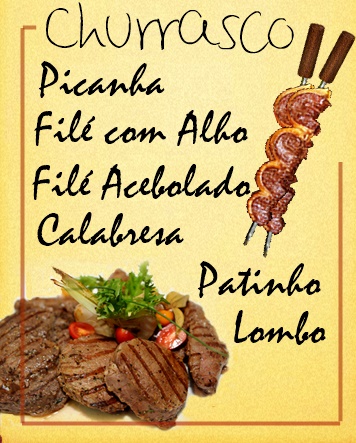 Churrasco
Picanha
Filé com Alho
Filé Acebolado
Calabresa
Patinho
Lombo